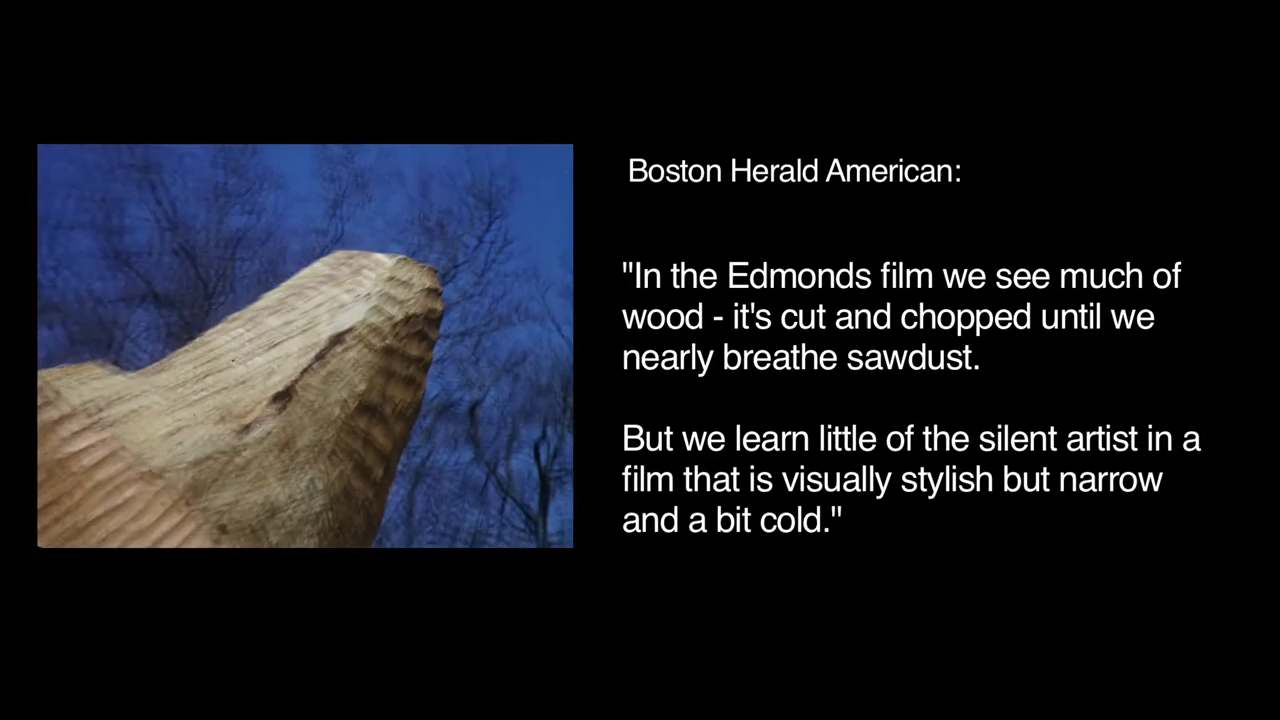 Boston Herald American:
"In the Edmonds film we see much of
wood - it's cut and chopped until we
nearly breathe sawdust.
But we learn little of the silent artist in a
film that is visually stylish but narrow
and a bit cold."